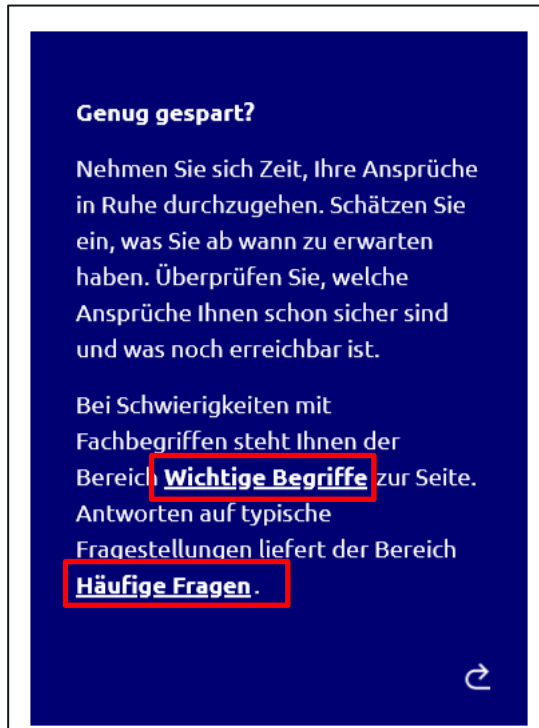 Genug gespart?
Nehmen Sie sich Zeit, Ihre Ansprüche
in Ruhe durchzugehen. Schätzen Sie
ein, was Sie ab wann zu erwarten
haben. Überprüfen Sie, welche
Ansprüche Ihnen schon sicher sind
und was noch erreichbar ist.
Bei Schwierigkeiten mit
Fachbegriffen steht Ihnen der
Bereich Wichtige Begriffe zur Seite.
Antworten auf typische
Fragestellungen liefert der Bereich
Häufige Fragen.